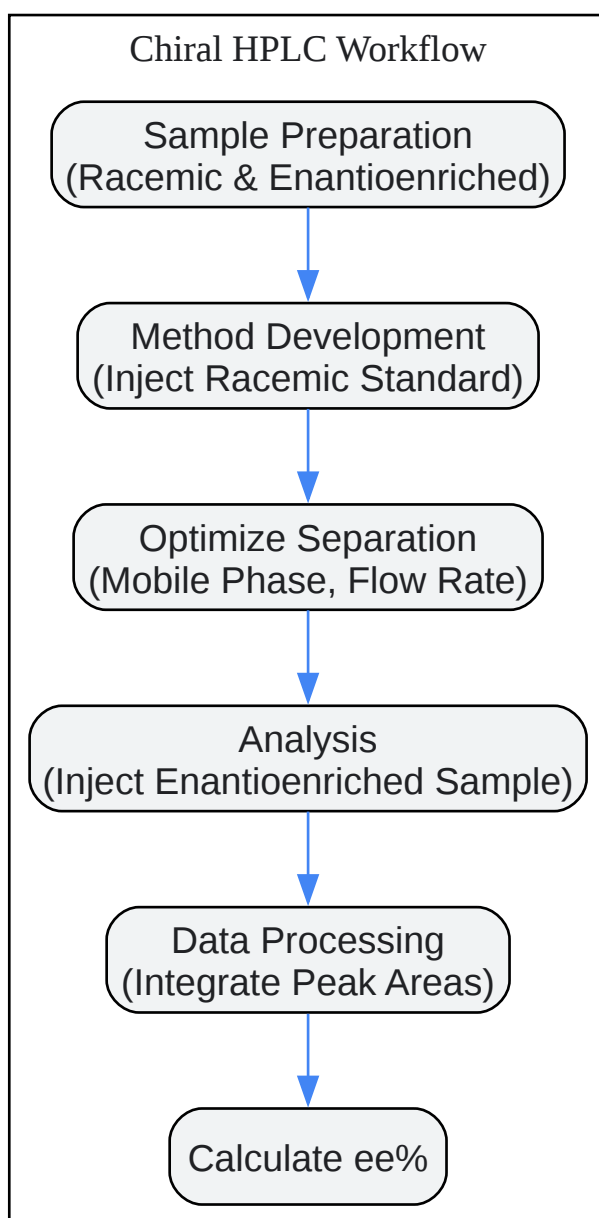 Chiral HPLC Workflow
Sample Preparation
(Racemic & Enantioenriched)
Method Development
(Inject Racemic Standard)
Optimize Separation
(Mobile Phase, Flow Rate)
Analysis
(Inject Enantioenriched Sample)
Data Processing
(Integrate Peak Areas)
Calculate ee%